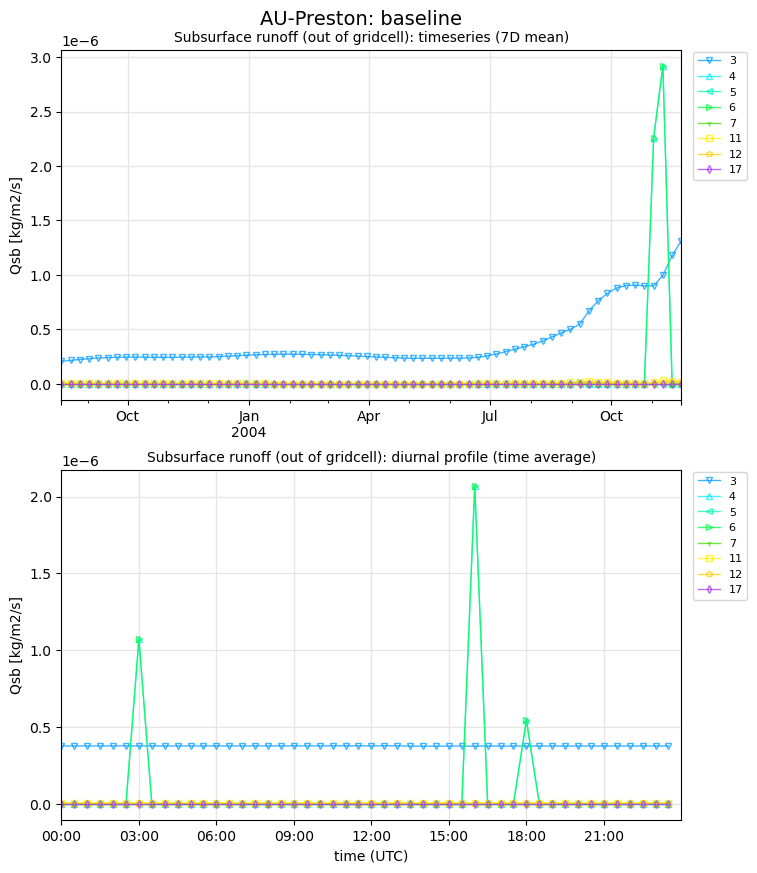 AU-Preston: baseline
Subsurface runoff (out of gridcell): timeseries (7D mean)
1e−6
3.0
2.5
2.0
1.5
1.0
0.5
0.0
Qsb [kg/m2/s]
Oct
Jan
2004
Apr
Jul
Oct
3
4
5
6
7
11
12
17
Subsurface runoff (out of gridcell): diurnal profile (time average)
1e−6
2.0
1.5
1.0
0.5
0.0
Qsb [kg/m2/s]
00:00
03:00
06:00
09:00
12:00
15:00
18:00
21:00
time (UTC)
3
4
5
6
7
11
12
17